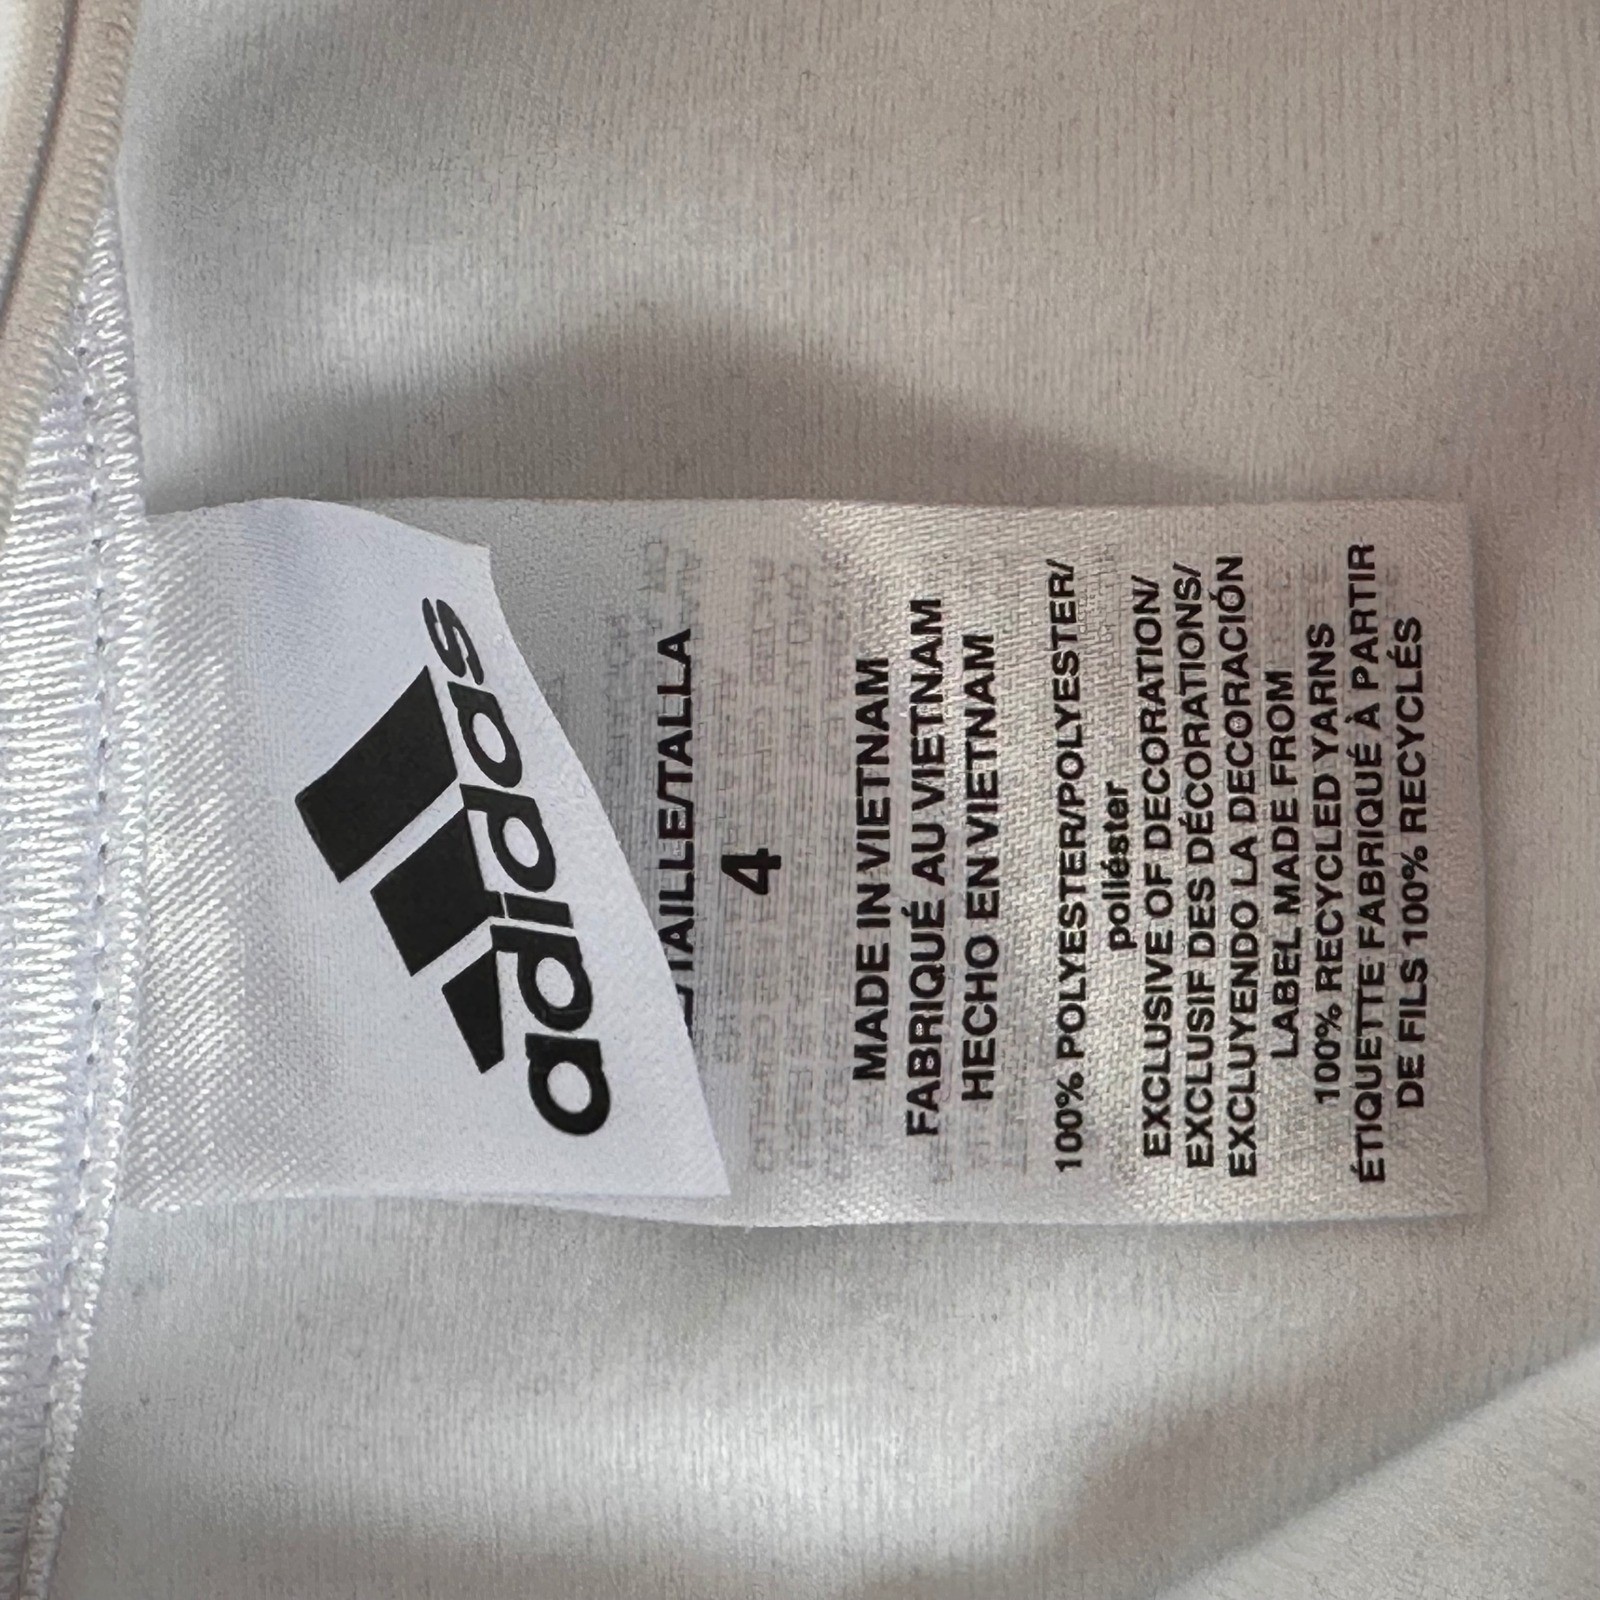 adidas
/TAILLE/TALLA
4
MADE IN VIETNAM
FABRIQUÉ AU VIETNAM
HECHO EN VIETNAM
100% POLYESTER/POLYESTER/
poliéster
EXCLUSIVE OF DECORATION/
EXCLUSIF DES DÉCORATIONS/
EXCLUYENDO LA DECORACIÓN
LABEL MADE FROM
100% RECYCLED YARNS
ÉTIQUETTE FABRIQUÉ À PARTIR
DE FILS 100% RECYCLÉS